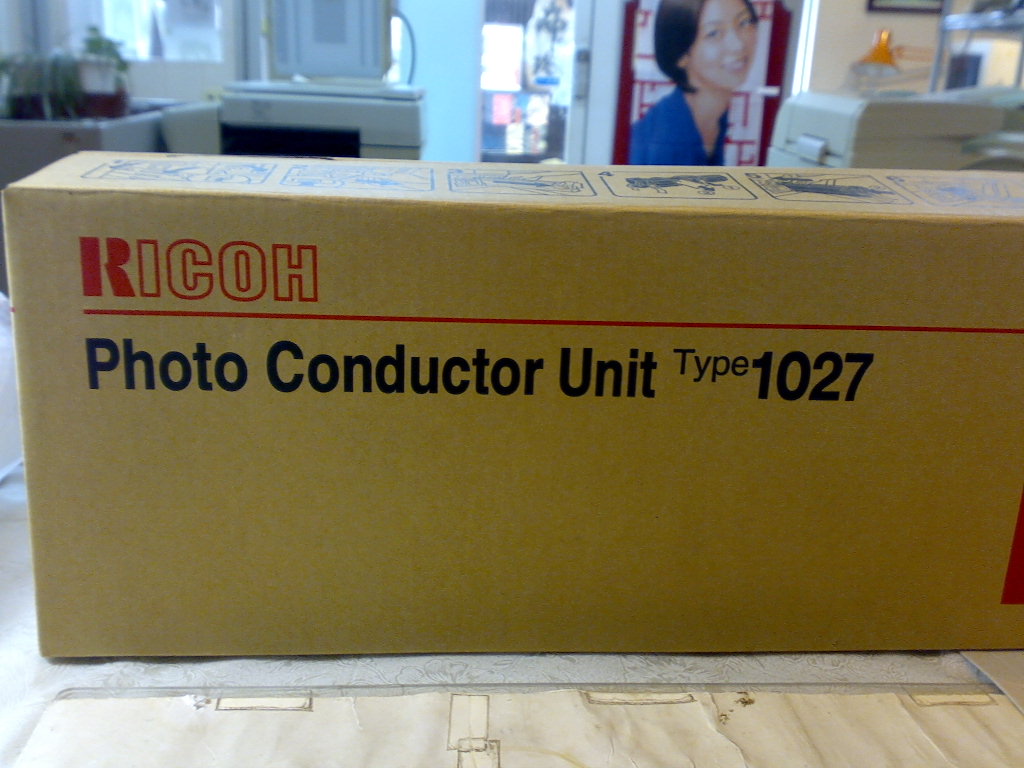 RICOH
Photo Conductor Unit Type 1027